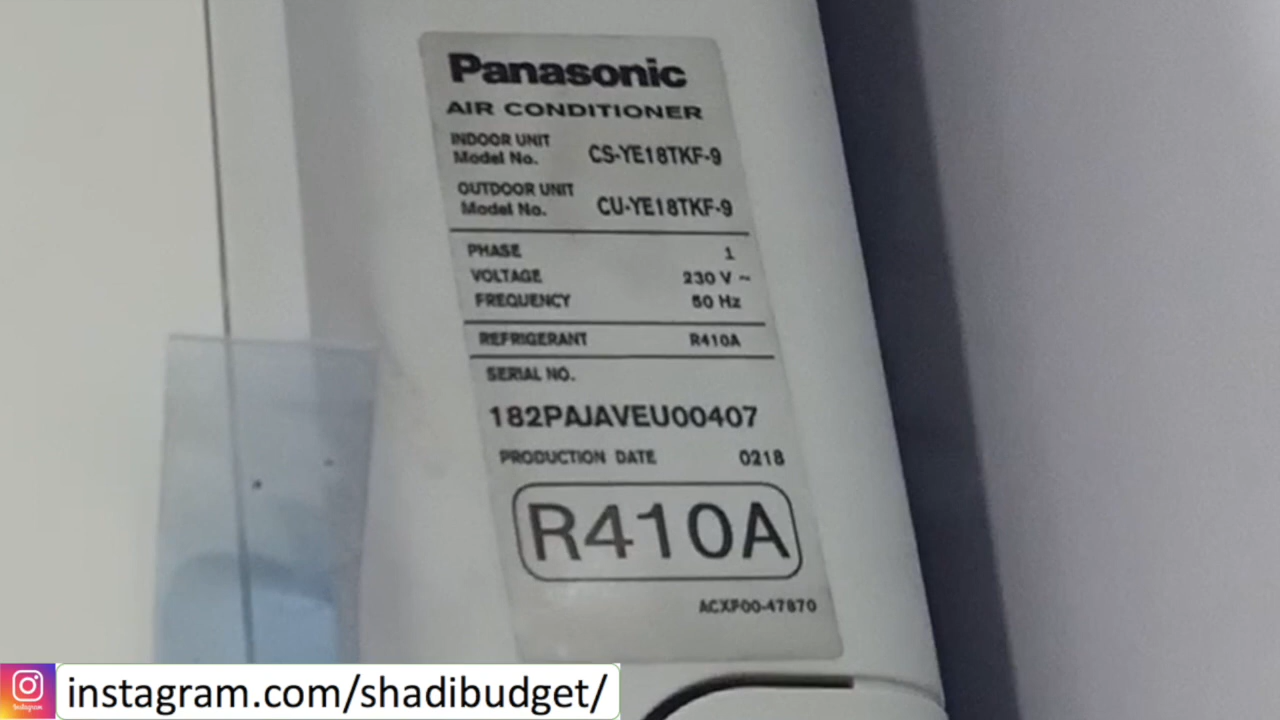 Panasonic
AIR CONDITIONER
INDOOR UNIT
Model No. CS-YE18TKF-9
OUTDOOR UNIT
Model No. CU-YE18TKF-9
PHASE 1
VOLTAGE 230 V ~
FREQUENCY 50 Hz
REFRIGERANT R410A
SERIAL NO.
182PAJAVEU00407
PRODUCTION DATE 0218
R410A
ACXF00-47870
Instagram
instagram.com/shadibudget/